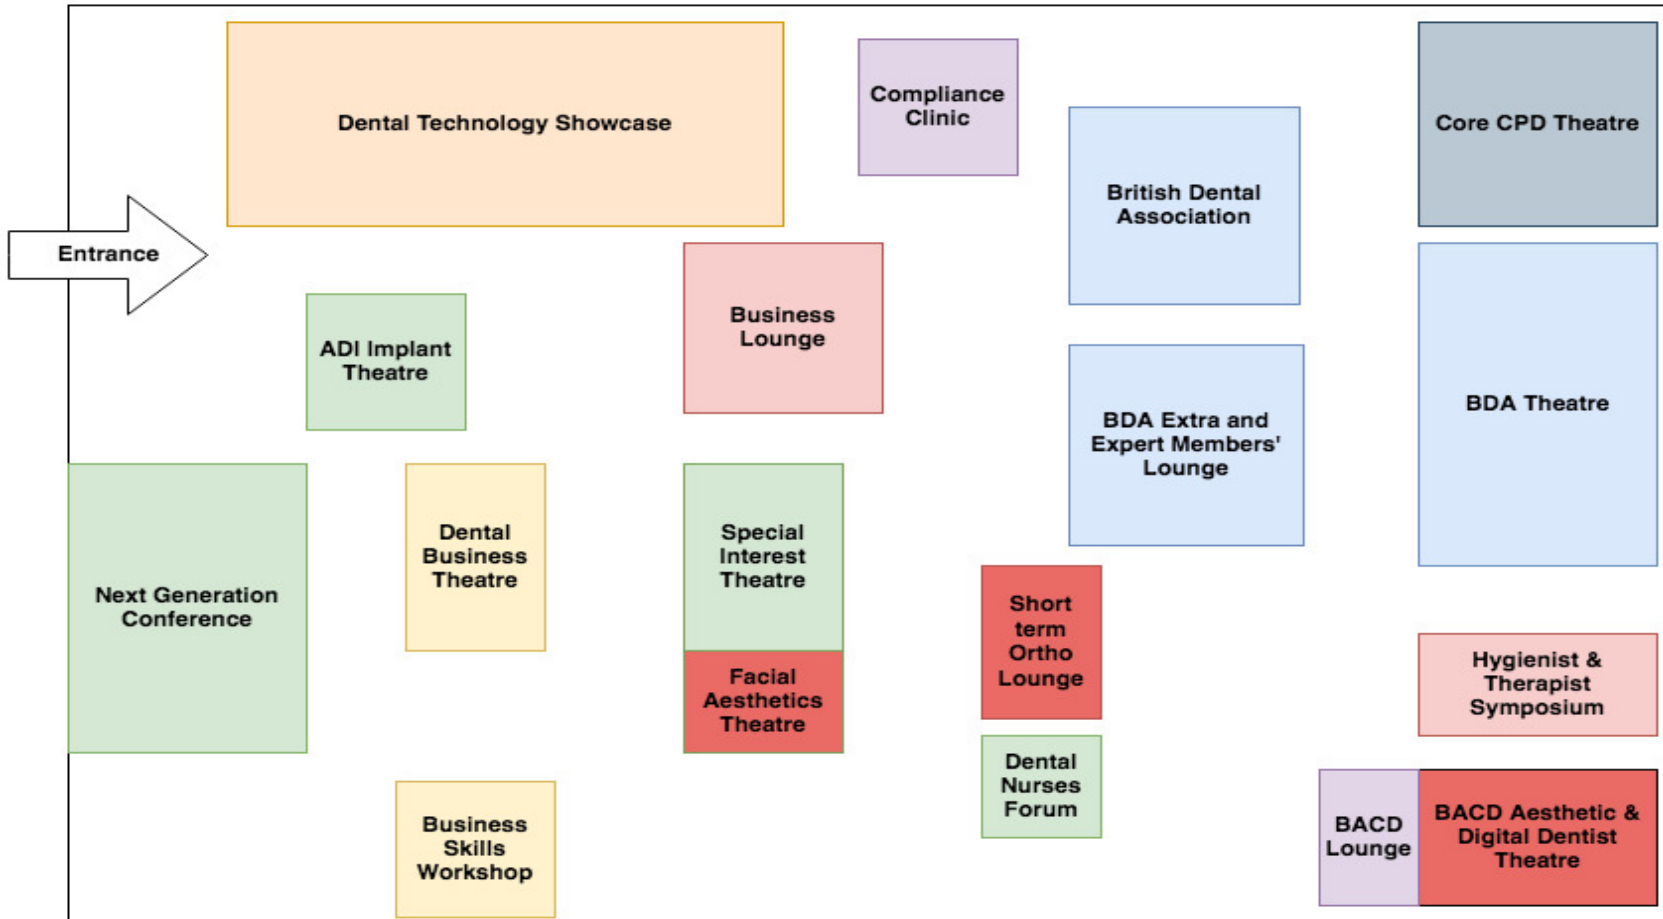 Dental Technology Showcase
Compliance
Clinic
Core CPD Theatre
British Dental
Association
Entrance
Business
Lounge
ADI Implant
Theatre
BDA Extra and
Expert Members'
Lounge
BDA Theatre
Next Generation
Conference
Dental
Business
Theatre
Special
Interest
Theatre
Facial
Aesthetics
Theatre
Short
term
Ortho
Lounge
Hygienist &
Therapist
Symposium
Dental
Nurses
Forum
Business
Skills
Workshop
BACD
Lounge
BACD Aesthetic &
Digital Dentist
Theatre